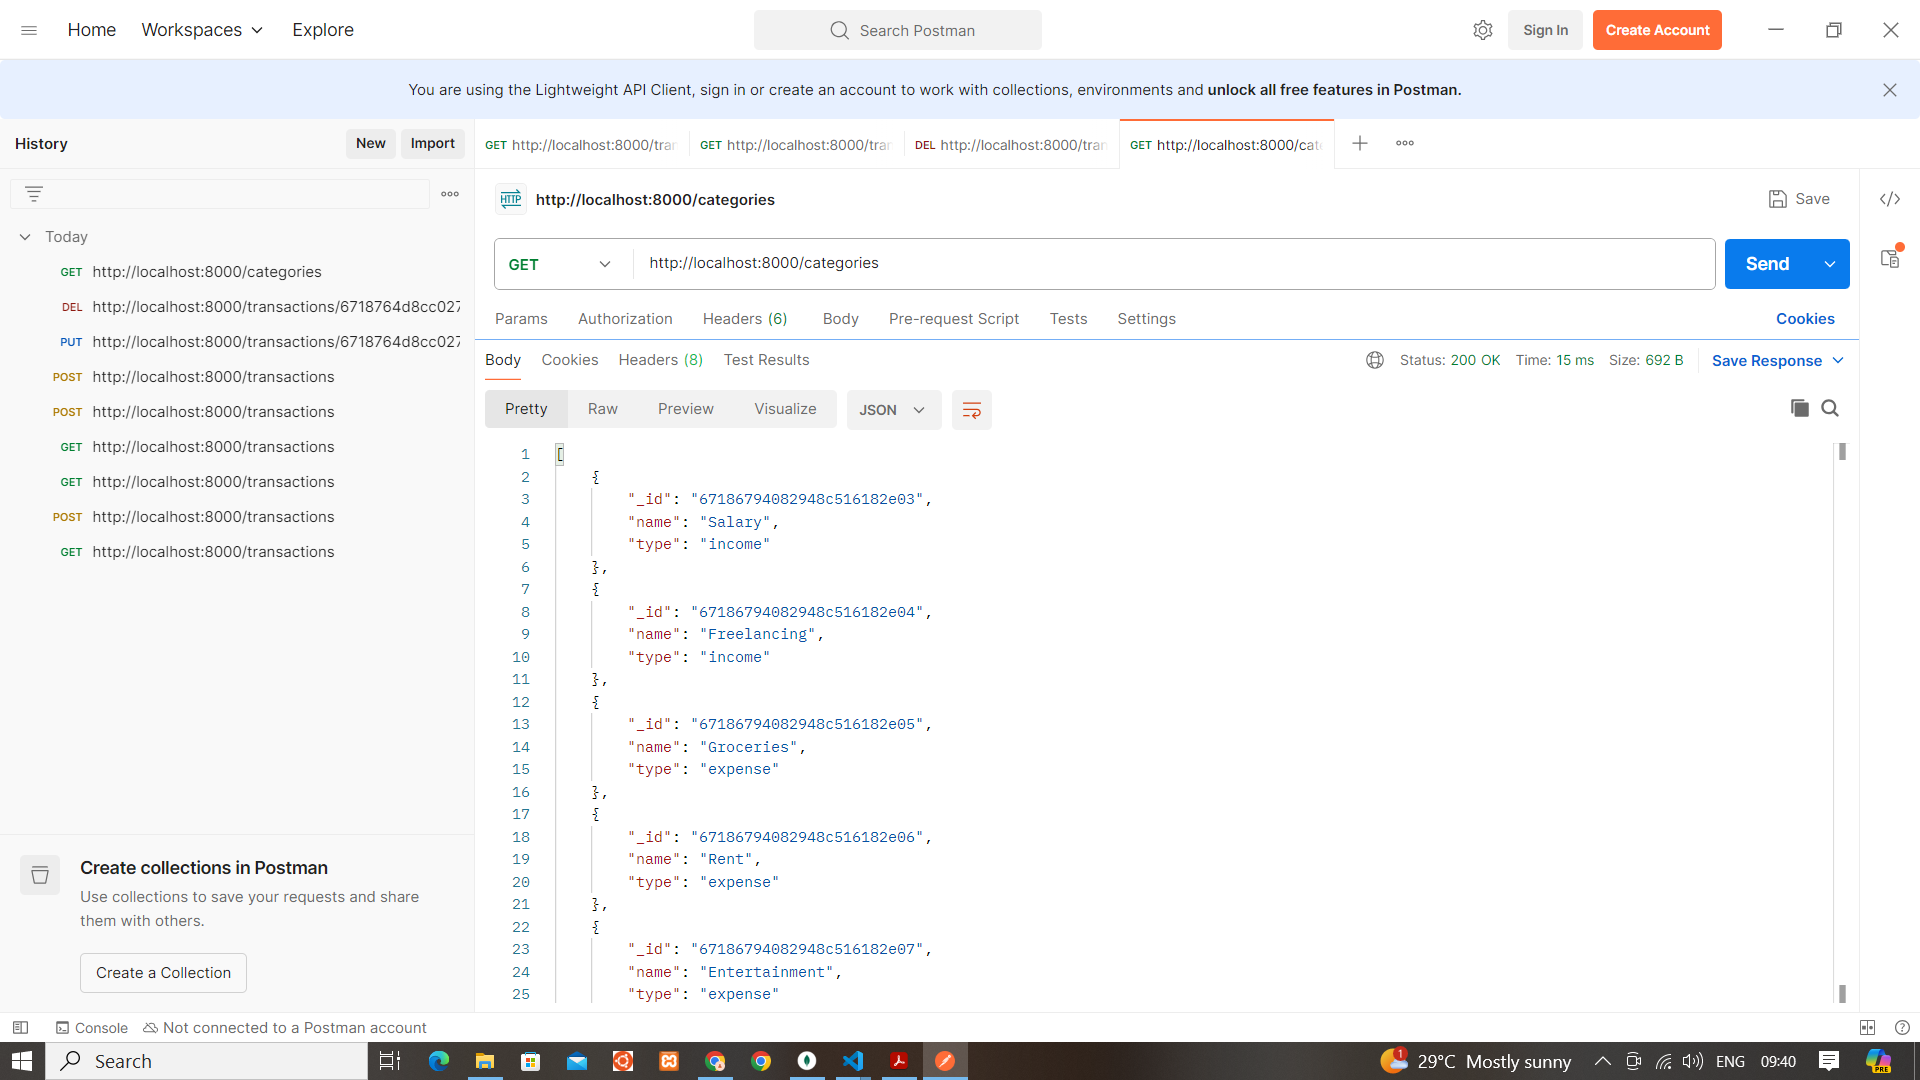 Home Workspaces Explore
Search Postman
Sign In Create Account
You are using the Lightweight API Client, sign in or create an account to work with collections, environments and unlock all free features in Postman.
History New Import
GET http://localhost:8000/tran GET http://localhost:8000/tran DEL http://localhost:8000/tran GET http://localhost:8000/cate
HTTP http://localhost:8000/categories Save
Today
GET http://localhost:8000/categories
DEL http://localhost:8000/transactions/6718764d8cc027
PUT http://localhost:8000/transactions/6718764d8cc027
POST http://localhost:8000/transactions
POST http://localhost:8000/transactions
GET http://localhost:8000/transactions
GET http://localhost:8000/transactions
POST http://localhost:8000/transactions
GET http://localhost:8000/transactions
Create collections in Postman
Use collections to save your requests and share
them with others.
Create a Collection
GET http://localhost:8000/categories Send
Params Authorization Headers (6) Body Pre-request Script Tests Settings Cookies
Body Cookies Headers (8) Test Results Status: 200 OK Time: 15 ms Size: 692 B Save Response
Pretty Raw Preview Visualize JSON
1 [
2 {
3 "_id": "67186794082948c516182e03",
4 "name": "Salary",
5 "type": "income"
6 },
7 {
8 "_id": "67186794082948c516182e04",
9 "name": "Freelancing",
10 "type": "income"
11 },
12 {
13 "_id": "67186794082948c516182e05",
14 "name": "Groceries",
15 "type": "expense"
16 },
17 {
18 "_id": "67186794082948c516182e06",
19 "name": "Rent",
20 "type": "expense"
21 },
22 {
23 "_id": "67186794082948c516182e07",
24 "name": "Entertainment",
25 "type": "expense"
Console Not connected to a Postman account
Search 1 29°C Mostly sunny ENG 09:40 PRE